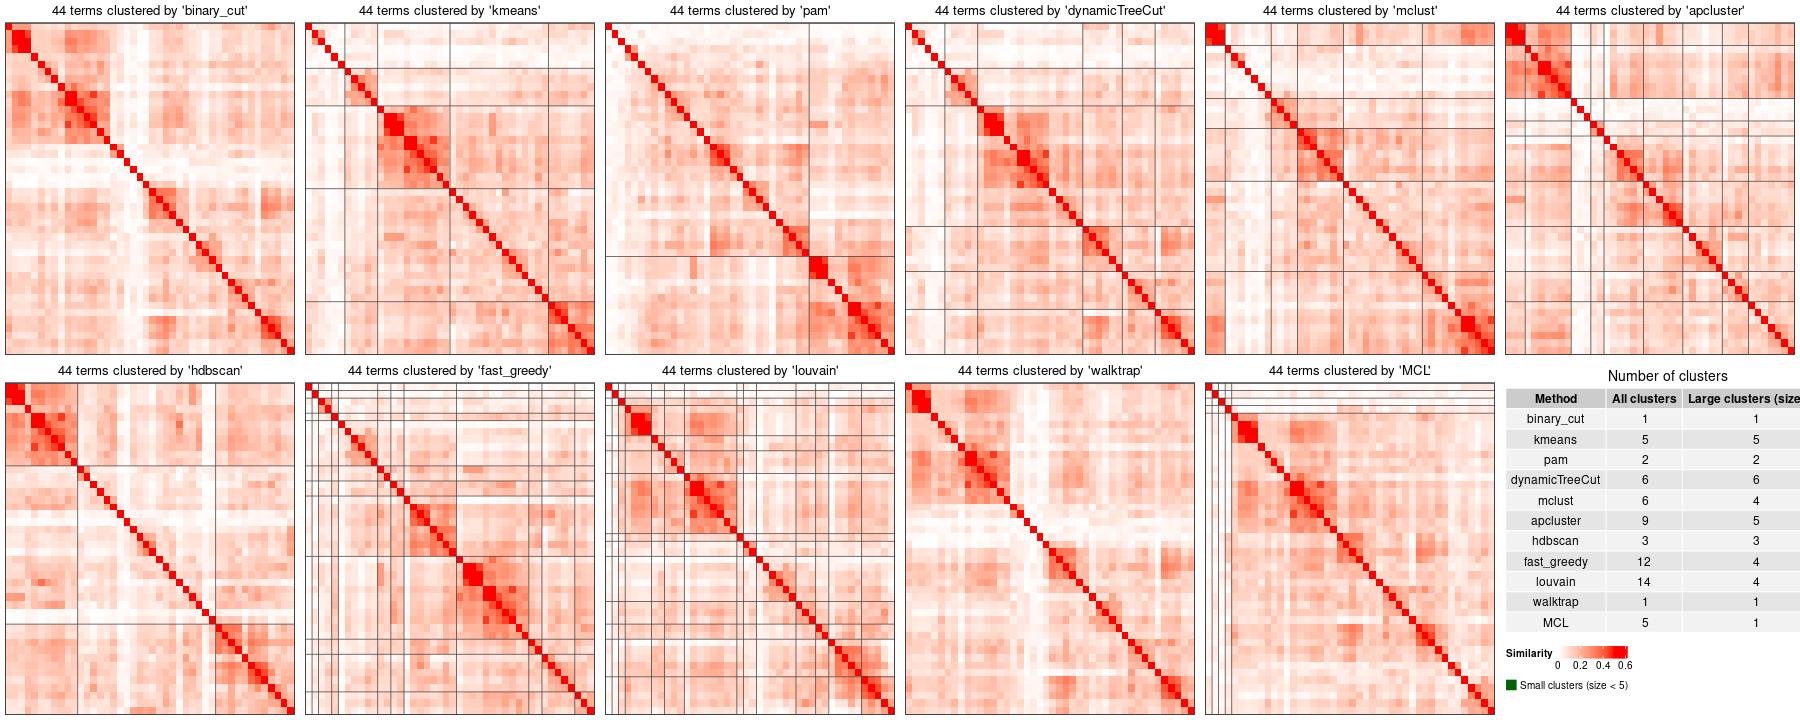 44 terms clustered by 'binary_cut'
44 terms clustered by 'kmeans'
44 terms clustered by 'pam'
44 terms clustered by 'dynamicTreeCut'
44 terms clustered by 'mclust'
44 terms clustered by 'apcluster'
44 terms clustered by 'hdbscan'
44 terms clustered by 'fast_greedy'
44 terms clustered by 'louvain'
44 terms clustered by 'walktrap'
44 terms clustered by 'MCL'
Number of clusters
Method All clusters Large clusters (size
binary_cut 1 1
kmeans 5 5
pam 2 2
dynamicTreeCut 6 6
mclust 6 4
apcluster 9 5
hdbscan 3 3
fast_greedy 12 4
louvain 14 4
walktrap 1 1
MCL 5 1
Similarity
0 0.2 0.4 0.6
Small clusters (size < 5)